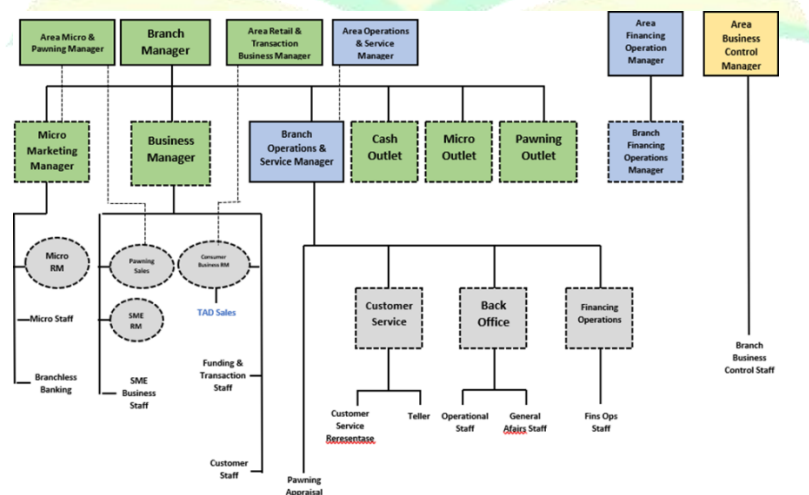 Area Micro &
Pawning Manager
Branch
Manager
Area Retail &
Transaction
Business Manager
Area Operations
& Service
Manager
Area
Financing
Operation
Manager
Area
Business
Control
Manager
Micro
Marketing
Manager
Business
Manager
Branch
Operations &
Service Manager
Cash
Outlet
Micro
Outlet
Pawning
Outlet
Branch
Financing
Operations
Manager
Micro
RM
Pawning
Sales
Consumer
Business RM
SME
RM
TAD Sales
Micro Staff
Customer
Service
Back
Office
Financing
Operations
Branch
Business
Control Staff
Funding &
Transaction
Staff
Branchless
Banking
SME
Business
Staff
Customer
Service
Reresentase
Teller
Operational
Staff
General
Afairs Staff
Fins Ops
Staff
Customer
Staff
Pawning
Appraisal